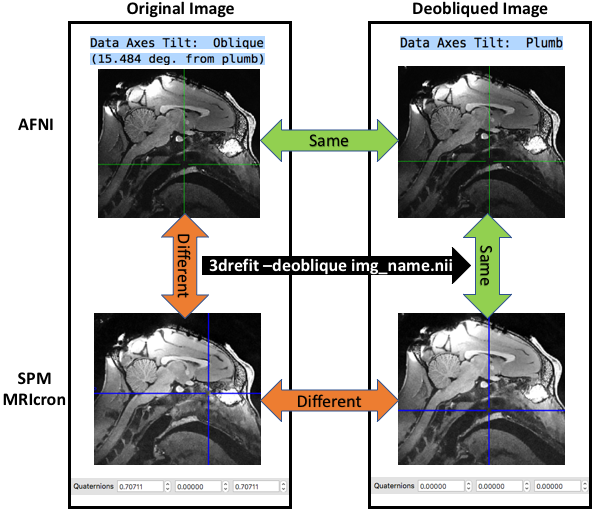 Original Image
Deobliqued Image
Data Axes Tilt:  Oblique
(15.484 deg. from plumb)
Data Axes Tilt:  Plumb
AFNI
Same
Different
3drefit –deoblique img_name.nii
Same
SPM
MRIcron
Different
Quaternions 0.70711 0.00000 0.70711
Quaternions 0.00000 0.00000 0.00000